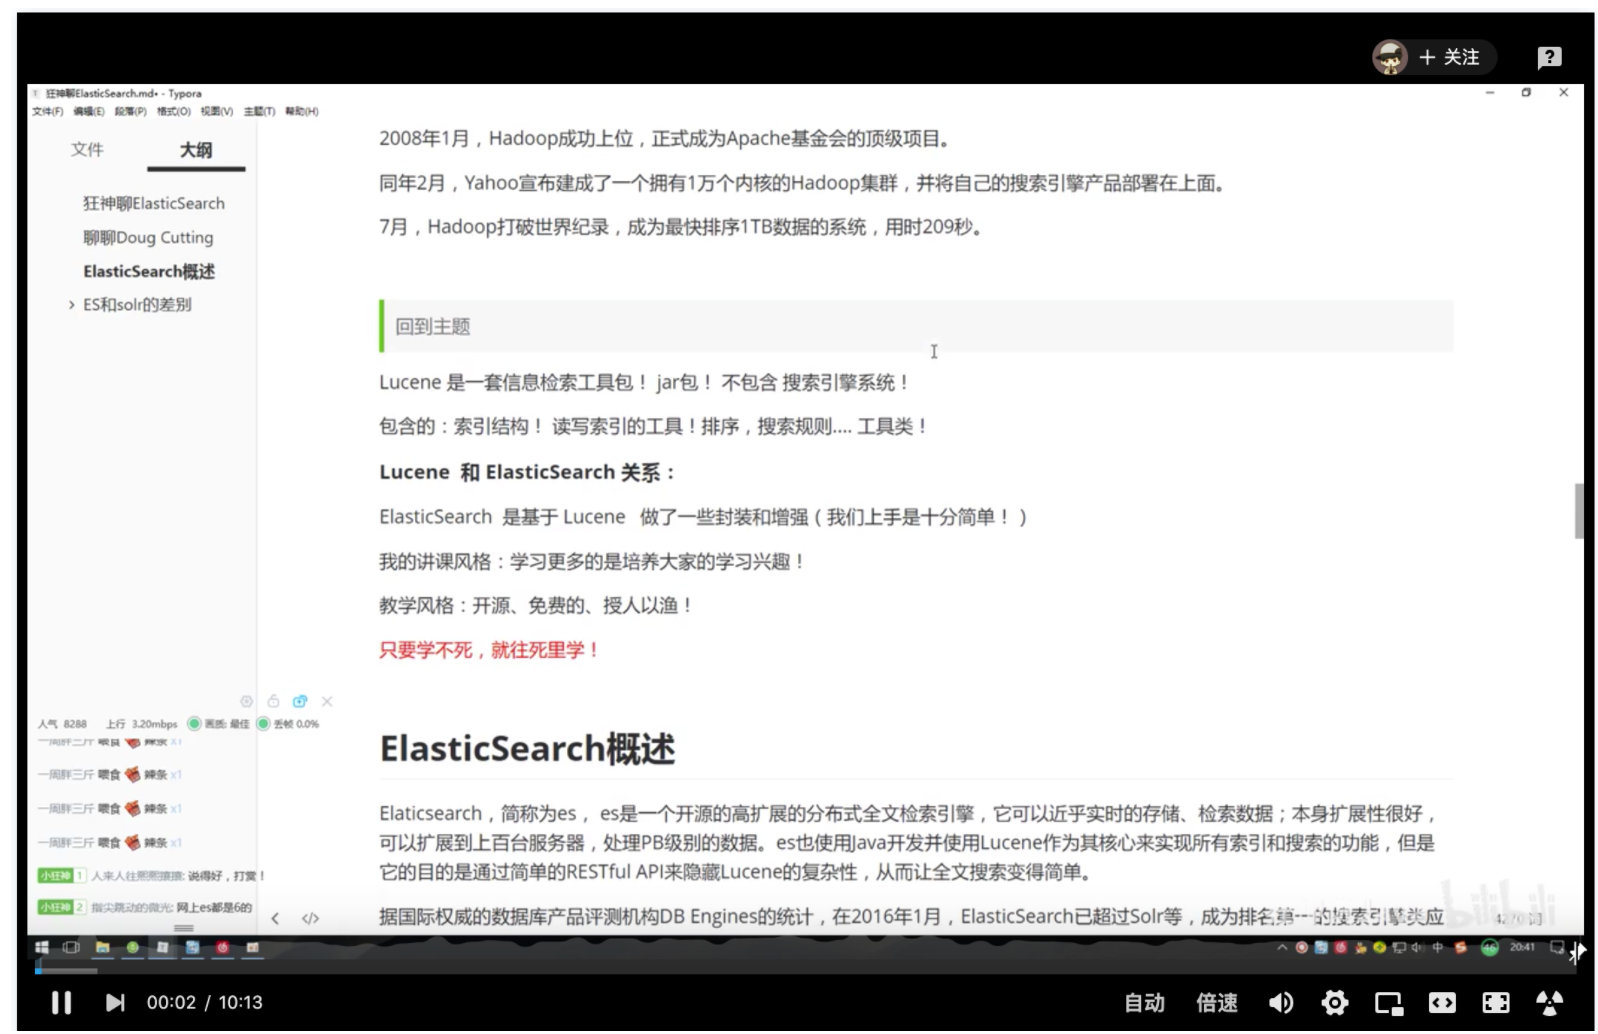 + 关注
狂神聊ElasticSearch.md• - Typora
文件(F) 编辑(E) 段落(P) 格式(O) 视图(V) 主题(T) 帮助(H)
文件 大纲
狂神聊ElasticSearch
聊聊Doug Cutting
ElasticSearch概述
ES和solr的差别
2008年1月，Hadoop成功上位，正式成为Apache基金会的顶级项目。
同年2月，Yahoo宣布建成了一个拥有1万个内核的Hadoop集群，并将自己的搜索引擎产品部署在上面。
7月，Hadoop打破世界纪录，成为最快排序1TB数据的系统，用时209秒。
回到主题
Lucene 是一套信息检索工具包！ jar包！ 不包含 搜索引擎系统！
包含的：索引结构！ 读写索引的工具！排序，搜索规则.... 工具类！
Lucene 和 ElasticSearch 关系：
ElasticSearch 是基于 Lucene 做了一些封装和增强（我们上手是十分简单！）
我的讲课风格：学习更多的是培养大家的学习兴趣！
教学风格：开源、免费的、授人以渔！
只要学不死，就往死里学！
ElasticSearch概述
Elaticsearch，简称为es， es是一个开源的高扩展的分布式全文检索引擎，它可以近乎实时的存储、检索数据；本身扩展性很好，
可以扩展到上百台服务器，处理PB级别的数据。es也使用Java开发并使用Lucene作为其核心来实现所有索引和搜索的功能，但是
它的目的是通过简单的RESTful API来隐藏Lucene的复杂性，从而让全文搜索变得简单。
据国际权威的数据库产品评测机构DB Engines的统计，在2016年1月，ElasticSearch已超过Solr等，成为排名第一的搜索引擎类应
人气 8288 上行 3.20mbps 画质: 最佳 丢帧 0.0%
一周胖三斤 喂食 辣条 x1
一周胖三斤 喂食 辣条 x1
一周胖三斤 喂食 辣条 x1
一周胖三斤 喂食 辣条 x1
小狂神 1 人来人往熙熙攘攘: 说得好，打赏！
小狂神 2 指尖跳动的微光: 网上es都是6的
bilibili
中 46 20:41
00:02 / 10:13
自动 倍速